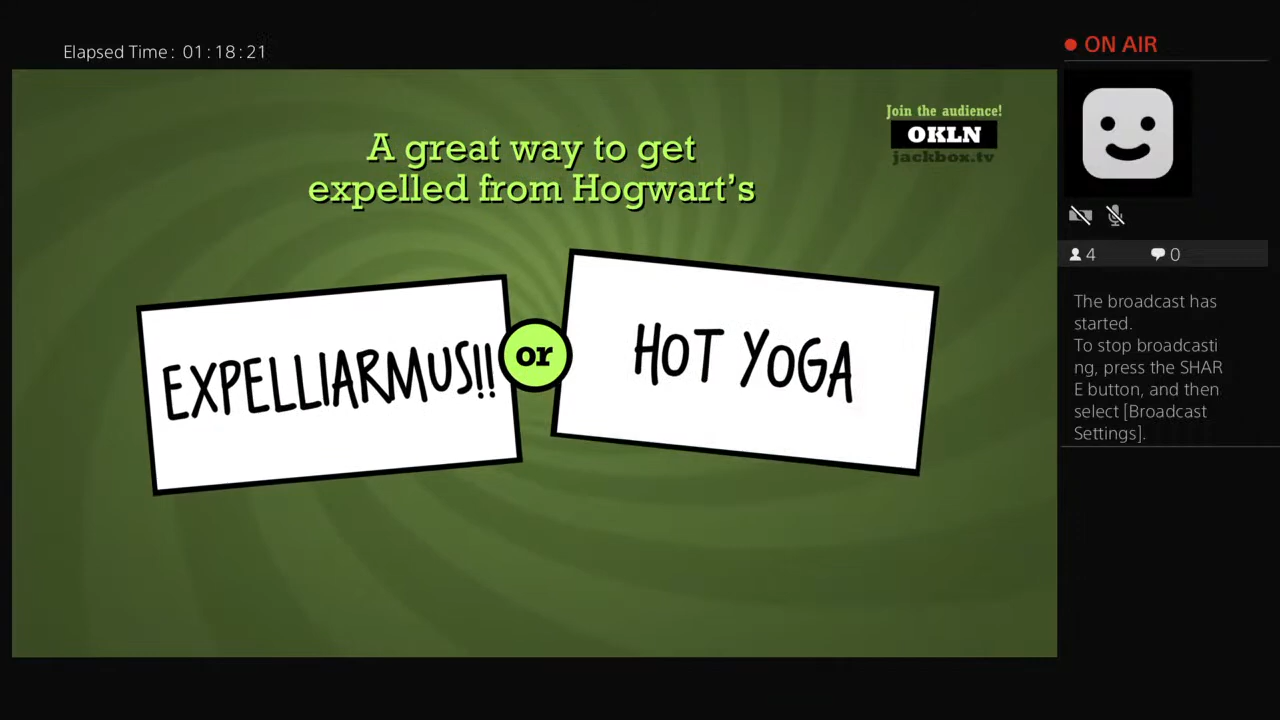 Elapsed Time: 01:18:21
ON AIR
Join the audience!
OKLN
jackbox.tv
A great way to get
expelled from Hogwart's
EXPELLIARMUS!!
or
HOT YOGA
4
0
The broadcast has
started.
To stop broadcasti
ng, press the SHAR
E button, and then
select [Broadcast
Settings].